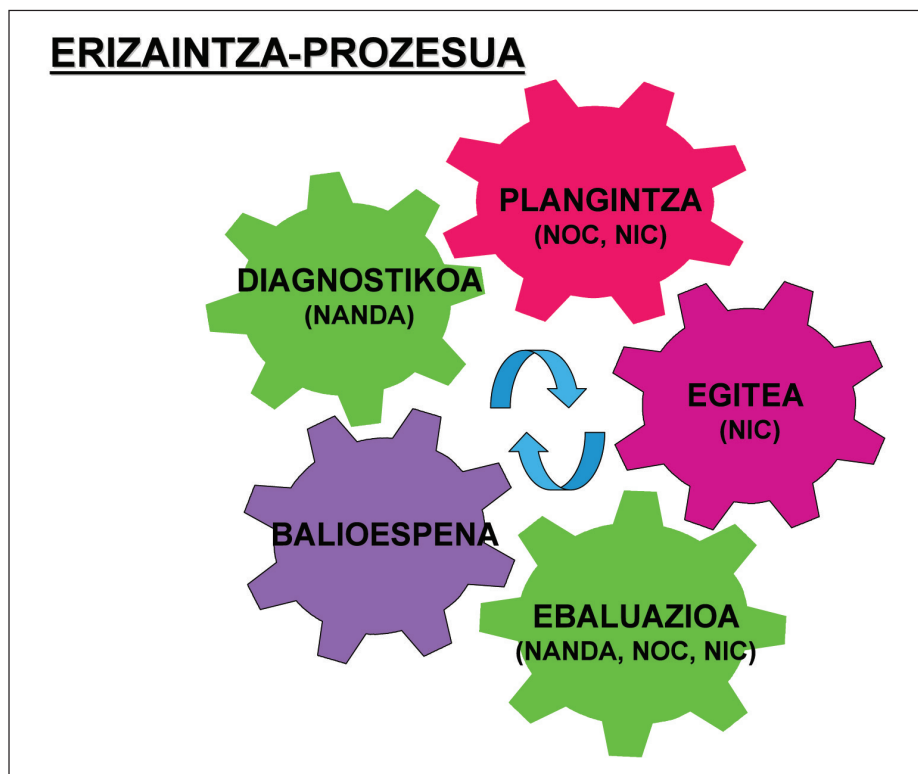 ERIZAINTZA-PROZESUA
PLANGINTZA
(NOC, NIC)
DIAGNOSTIKOA
(NANDA)
EGITEA
(NIC)
BALIOESPENA
EBALUAZIOA
(NANDA, NOC, NIC)